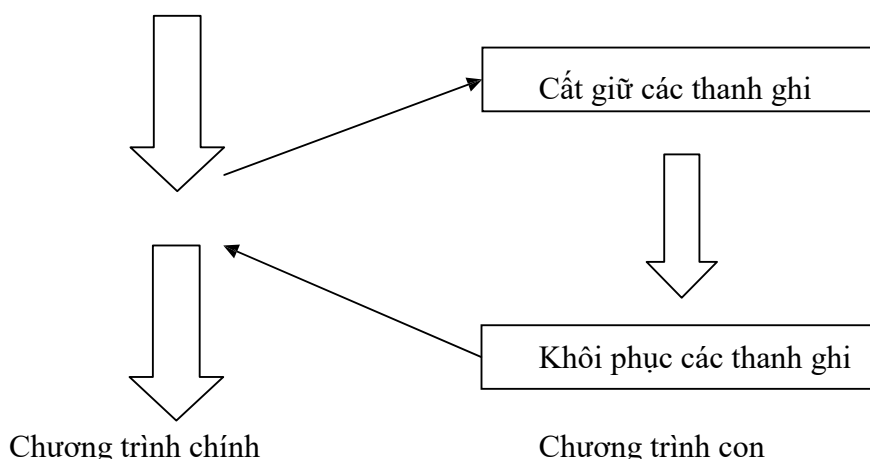 Cất giữ các thanh ghi
Khôi phục các thanh ghi
Chương trình chính
Chương trình con